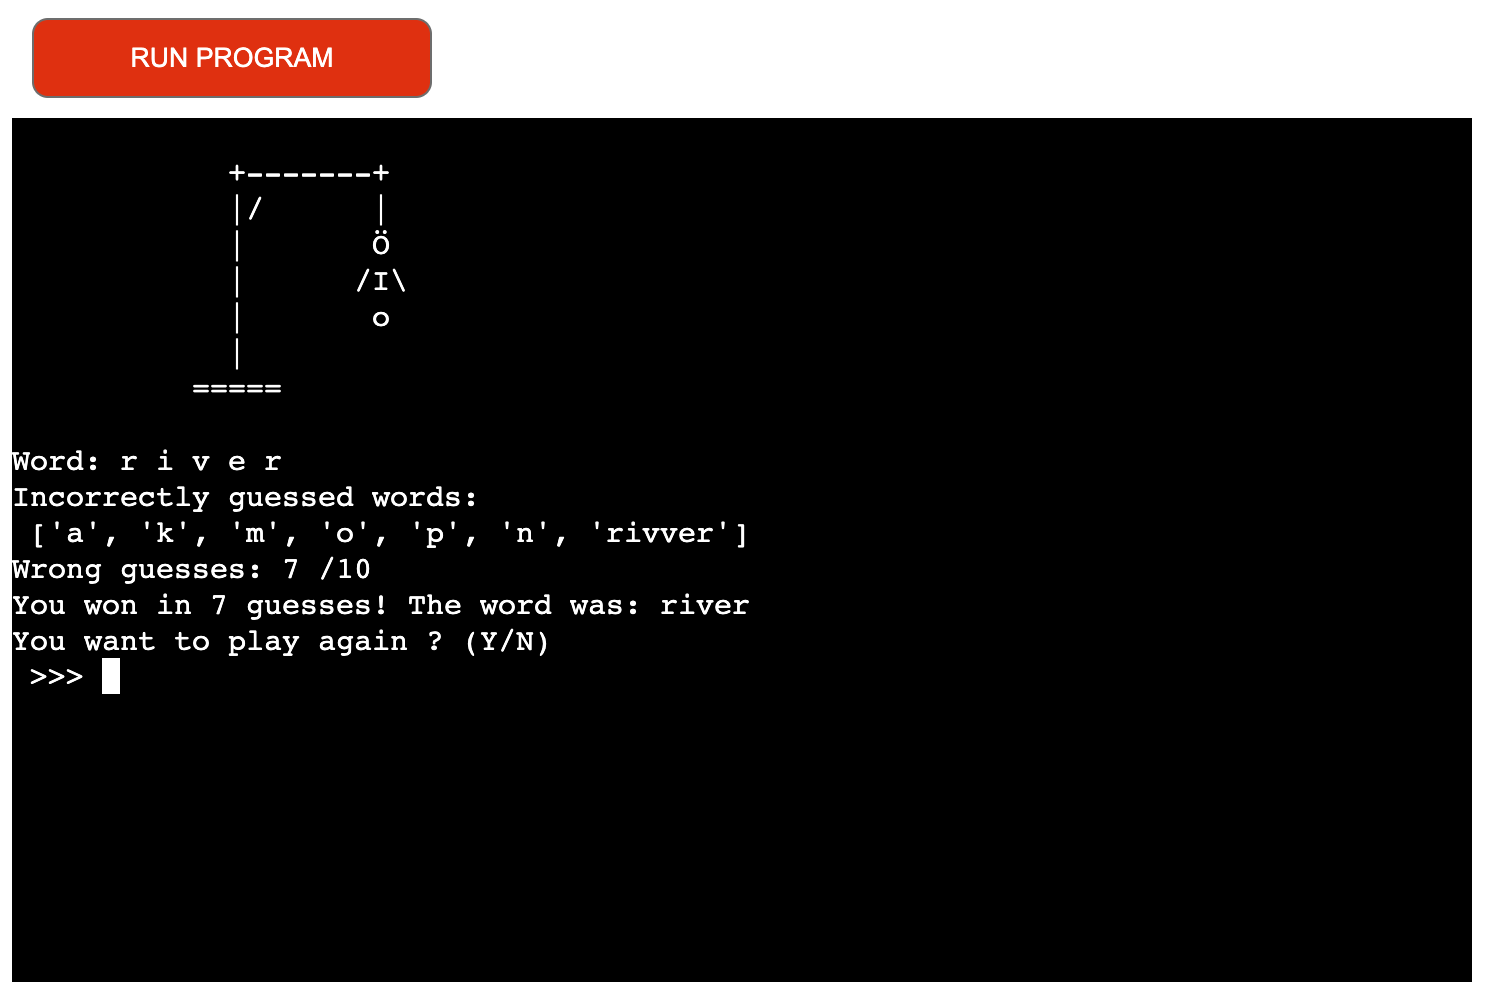 RUN PROGRAM
            +-------+
            |/      |
            |       Ö
            |      /I\
            |       o
            |
          =====
Word: r i v e r
Incorrectly guessed words:
 ['a', 'k', 'm', 'o', 'p', 'n', 'rivver']
Wrong guesses: 7 /10
You won in 7 guesses! The word was: river
You want to play again ? (Y/N)
 >>>